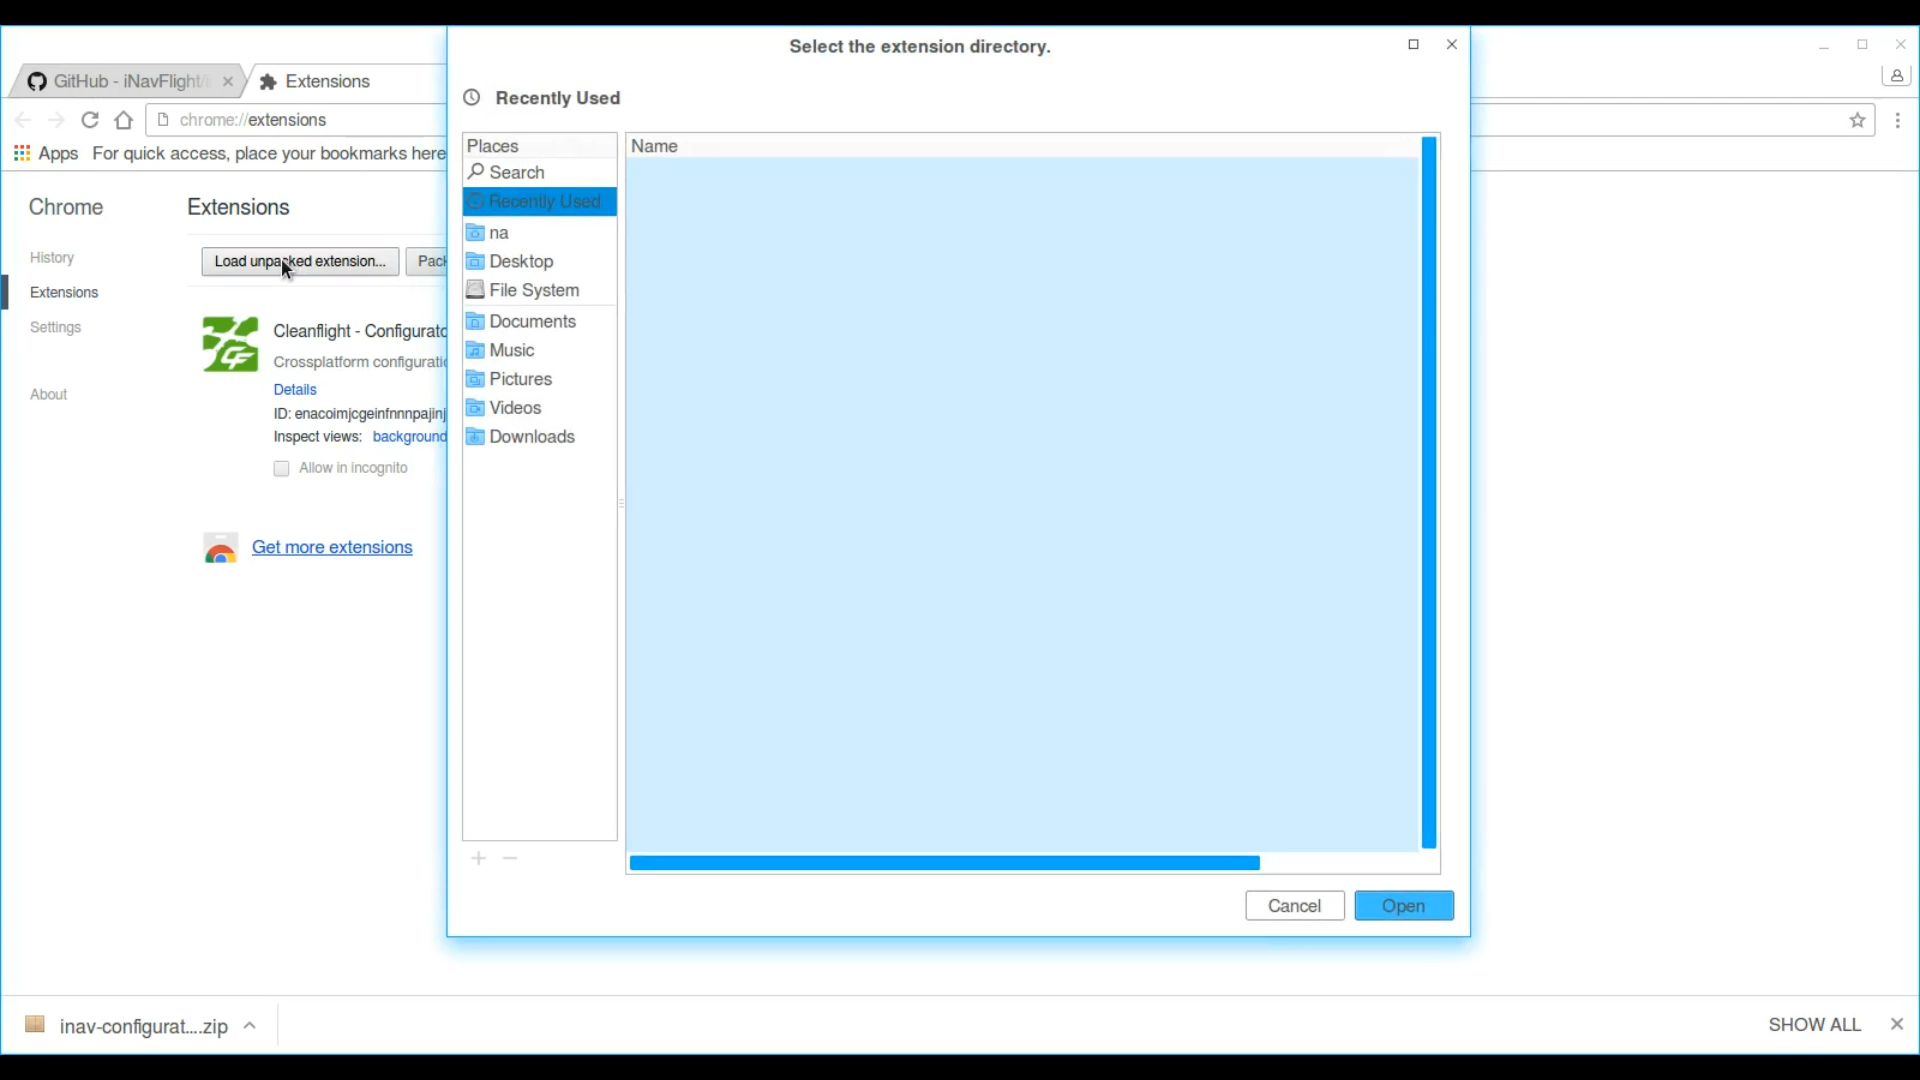 Select the extension directory.
GitHub - iNavFlight/
Extensions
chrome://extensions
Apps For quick access, place your bookmarks here
Recently Used
Places
Search
Recently Used
na
Desktop
File System
Documents
Music
Pictures
Videos
Downloads
Name
Cancel
Open
Chrome
History
Extensions
Settings
About
Extensions
Load unpacked extension...
Pack
Cleanflight - Configurato
Crossplatform configuratio
Details
ID: enacoimjcgeinfnnnpajinj
Inspect views: background
Allow in incognito
Get more extensions
inav-configurat....zip
SHOW ALL